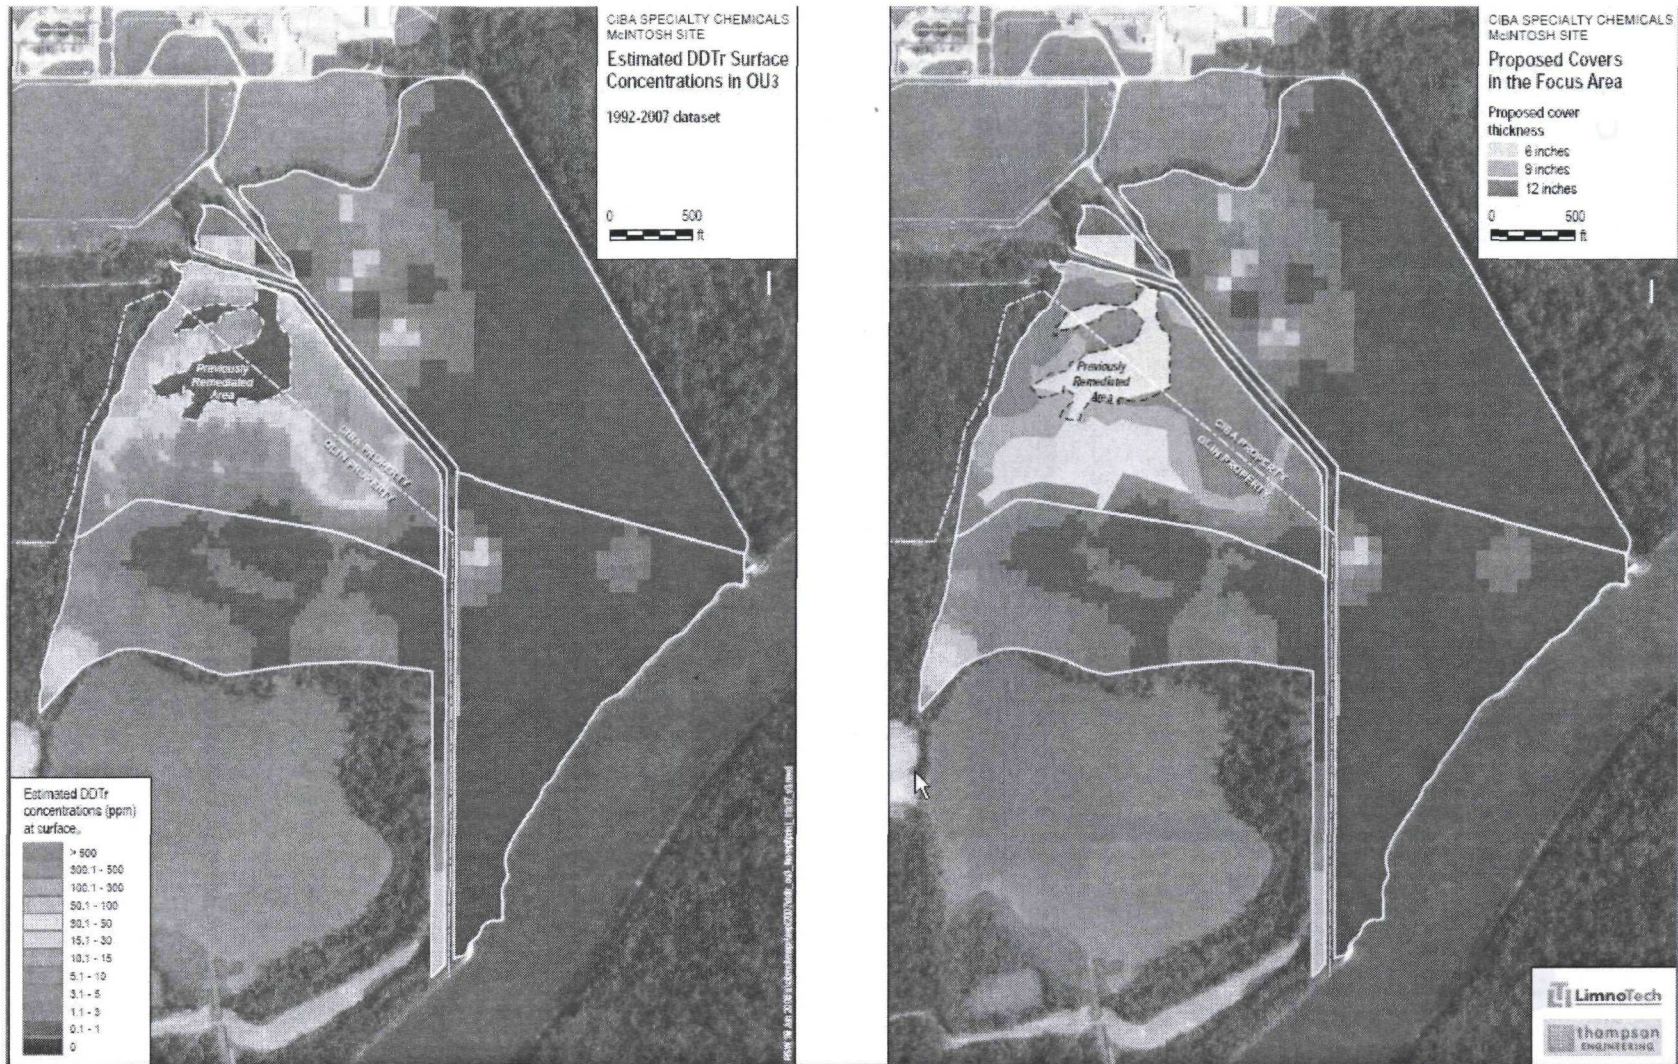 CIBA SPECIALTY CHEMICALS
McINTOSH SITE
Estimated DDTr Surface
Concentrations in OU3
1992-2007 dataset
0 500
ft
Previously
Remediated
Area
CIBA PROPERTY
OLIN PROPERTY
Estimated DDTr
concentrations (ppm)
at surface
> 500
300.1 - 500
100.1 - 300
50.1 - 100
30.1 - 50
15.1 - 30
10.1 - 15
5.1 - 10
3.1 - 5
1.1 - 3
0.1 - 1
0
CIBA SPECIALTY CHEMICALS
McINTOSH SITE
Proposed Covers
in the Focus Area
Proposed cover
thickness
6 inches
9 inches
12 inches
0 500
ft
Previously
Remediated
Area
CIBA PROPERTY
OLIN PROPERTY
LTI LimnoTech
thompson
ENGINEERING